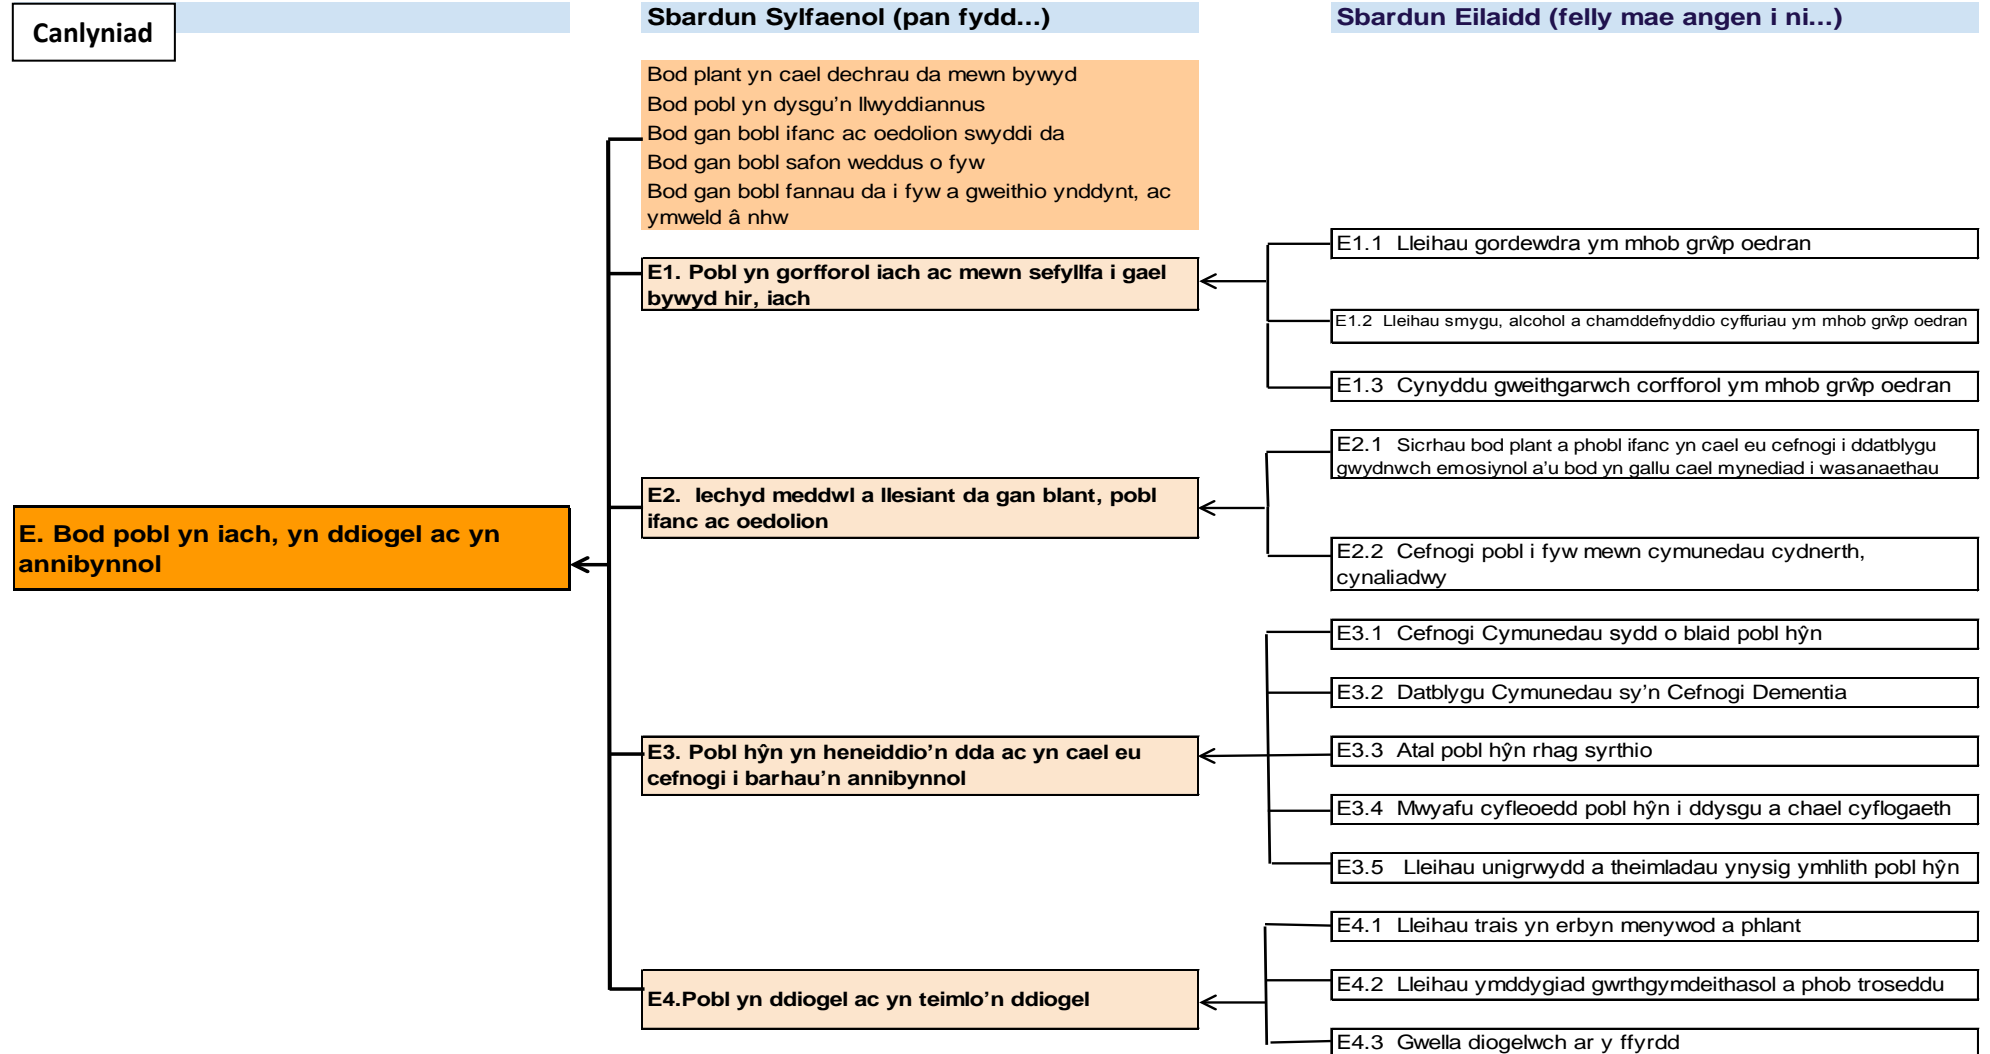 Canlyniad
Sbardun Sylfaenol (pan fydd...)
Sbardun Eilaidd (felly mae angen i ni...)
Bod plant yn cael dechrau da mewn bywyd
Bod pobl yn dysgu'n llwyddiannus
Bod gan bobl ifanc ac oedolion swyddi da
Bod gan bobl safon weddus o fyw
Bod gan bobl fannau da i fyw a gweithio ynddynt, ac
ymweld â nhw
E. Bod pobl yn iach, yn ddiogel ac yn
annibynnol
E1. Pobl yn gorfforol iach ac mewn sefyllfa i gael
bywyd hir, iach
E1.1 Lleihau gordewdra ym mhob grŵp oedran
E1.2 Lleihau smygu, alcohol a chamddefnyddio cyffuriau ym mhob grŵp oedran
E1.3 Cynyddu gweithgarwch corfforol ym mhob grŵp oedran
E2. Iechyd meddwl a llesiant da gan blant, pobl
ifanc ac oedolion
E2.1 Sicrhau bod plant a phobl ifanc yn cael eu cefnogi i ddatblygu
gwydnwch emosiynol a'u bod yn gallu cael mynediad i wasanaethau
E2.2 Cefnogi pobl i fyw mewn cymunedau cydnerth,
cynaliadwy
E3. Pobl hŷn yn heneiddio'n dda ac yn cael eu
cefnogi i barhau'n annibynnol
E3.1 Cefnogi Cymunedau sydd o blaid pobl hŷn
E3.2 Datblygu Cymunedau sy'n Cefnogi Dementia
E3.3 Atal pobl hŷn rhag syrthio
E3.4 Mwyafu cyfleoedd pobl hŷn i ddysgu a chael cyflogaeth
E3.5 Lleihau unigrwydd a theimladau ynysig ymhlith pobl hŷn
E4.Pobl yn ddiogel ac yn teimlo'n ddiogel
E4.1 Lleihau trais yn erbyn menywod a phlant
E4.2 Lleihau ymddygiad gwrthgymdeithasol a phob troseddu
E4.3 Gwella diogelwch ar y ffyrdd